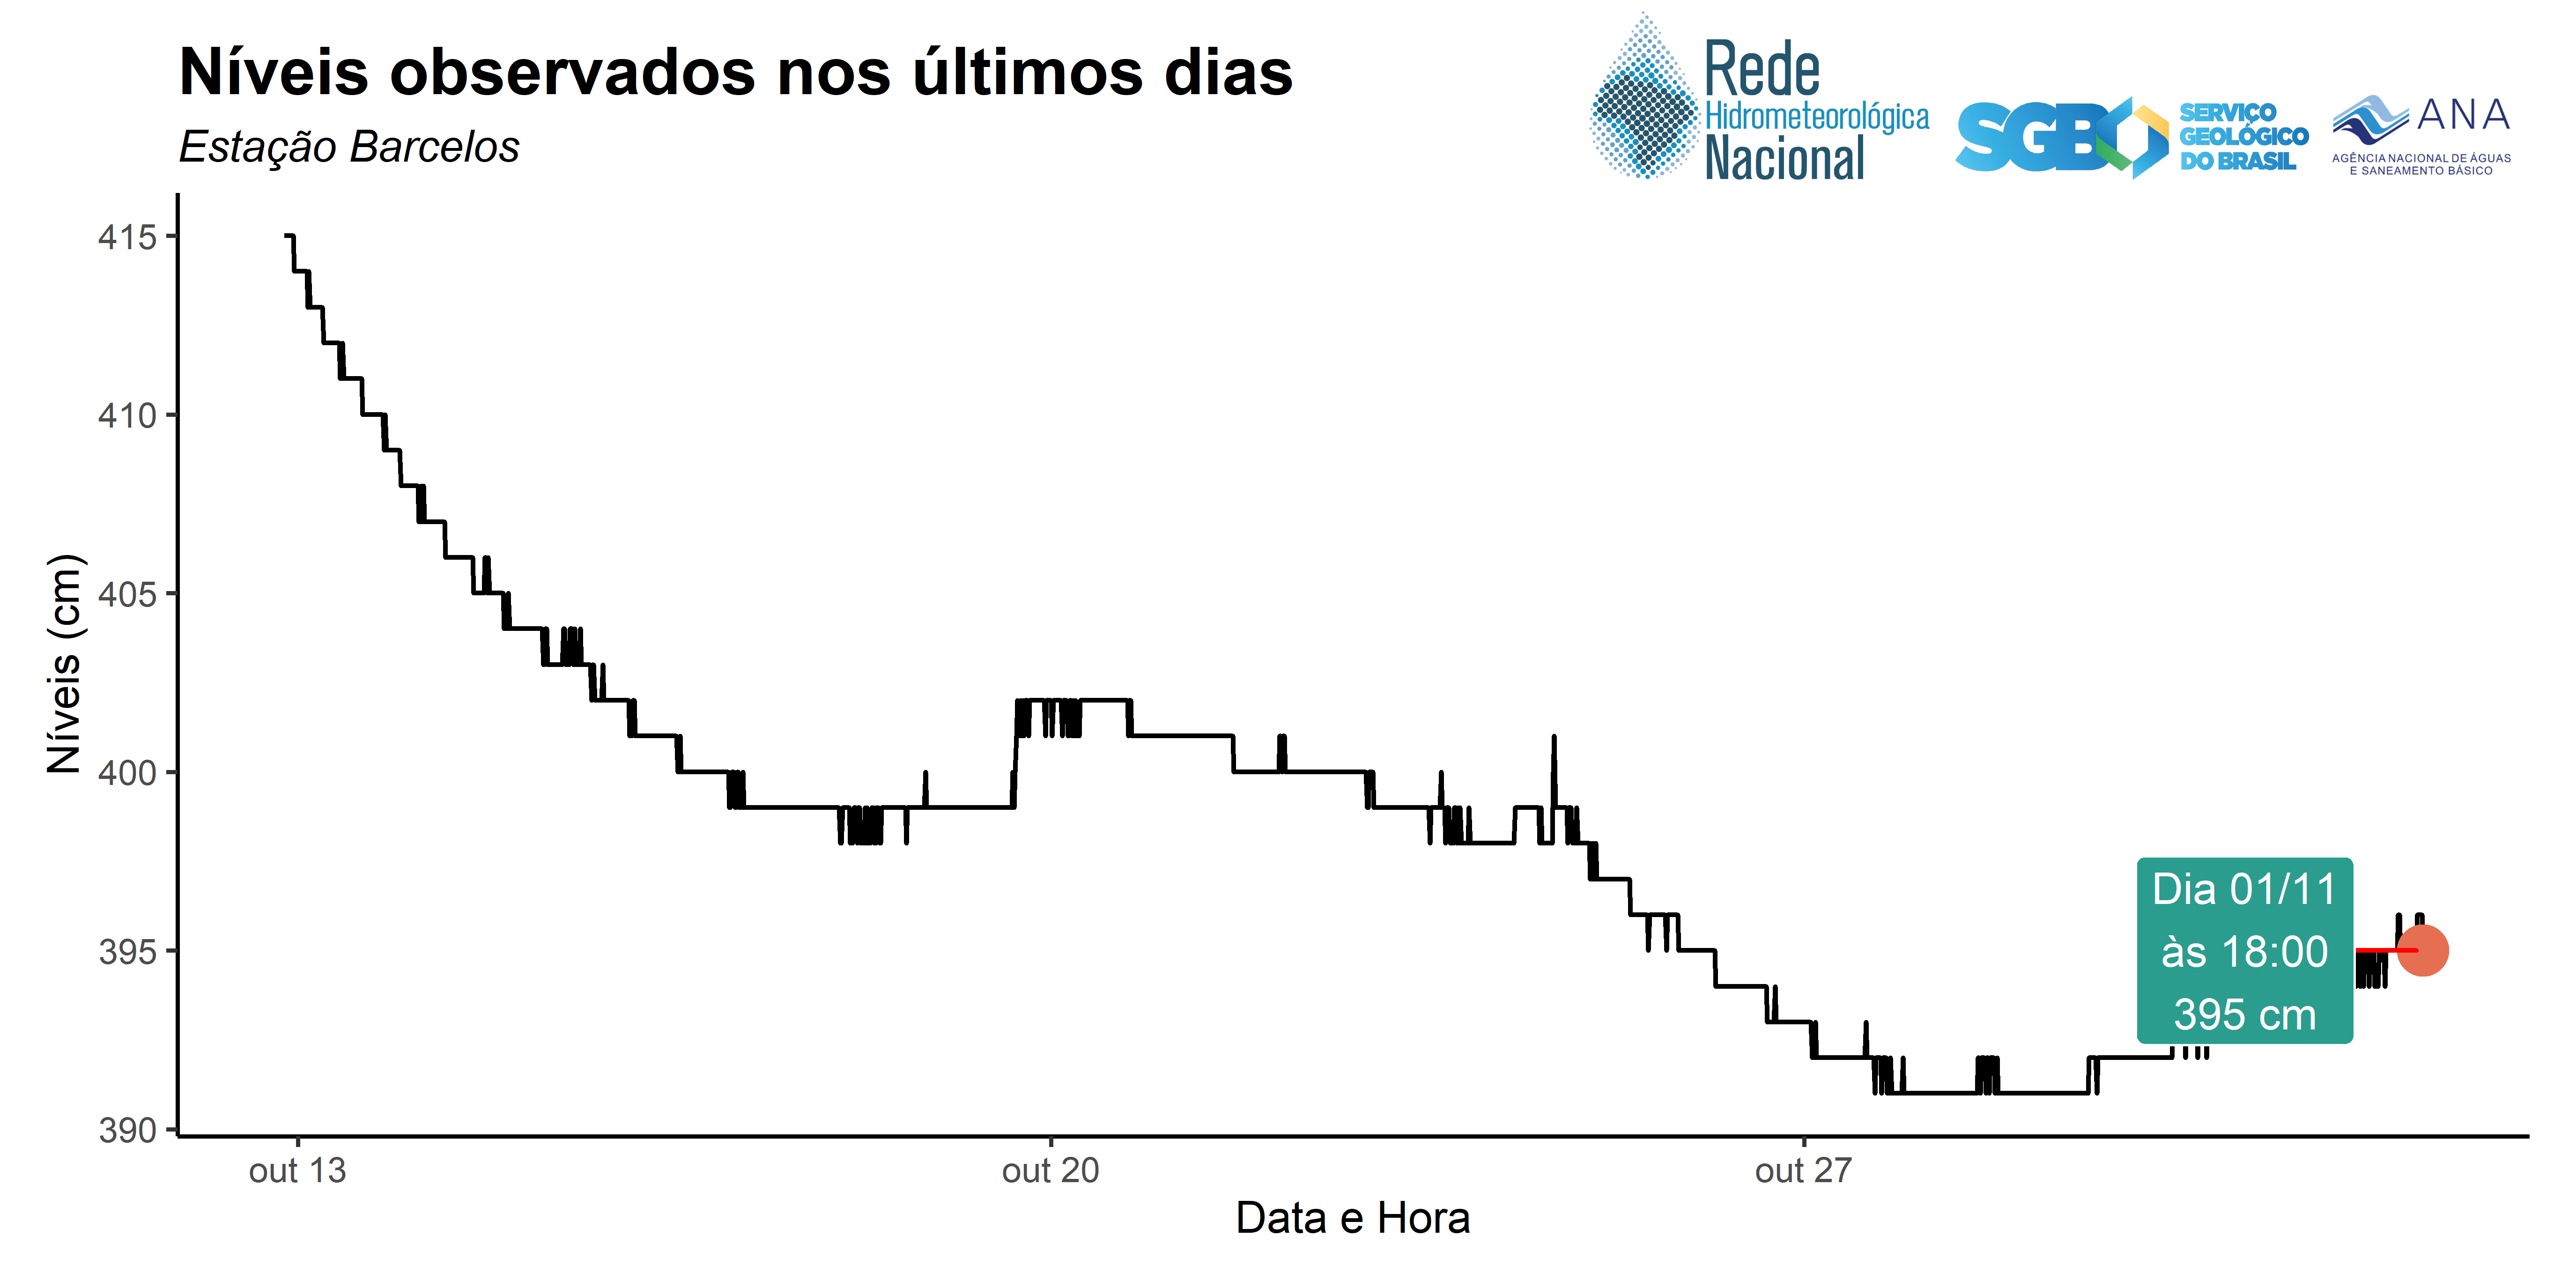 Níveis observados nos últimos dias
Estação Barcelos
Rede
Hidrometeorológica
Nacional
SGB
SERVIÇO
GEOLÓGICO
DO BRASIL
ANA
AGÊNCIA NACIONAL DE ÁGUAS
E SANEAMENTO BÁSICO
Níveis (cm)
415
410
405
400
395
390
Dia 01/11
às 18:00
395 cm
out 13
out 20
out 27
Data e Hora